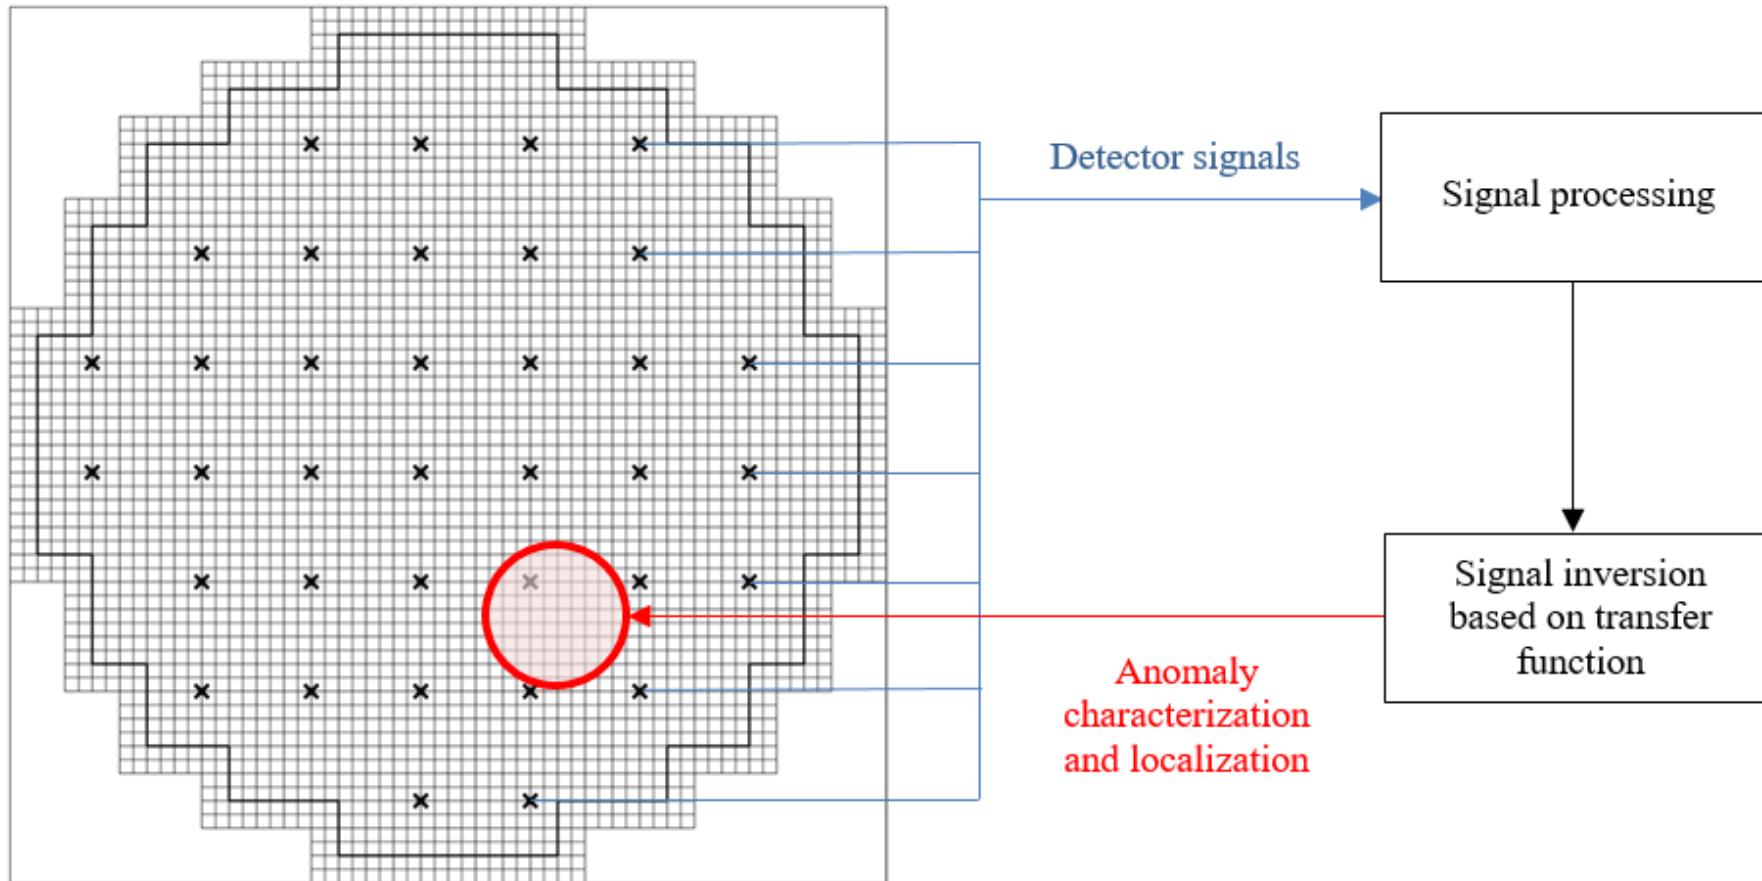 Detector signals
Signal processing
Signal inversion
based on transfer
function
Anomaly
characterization
and localization